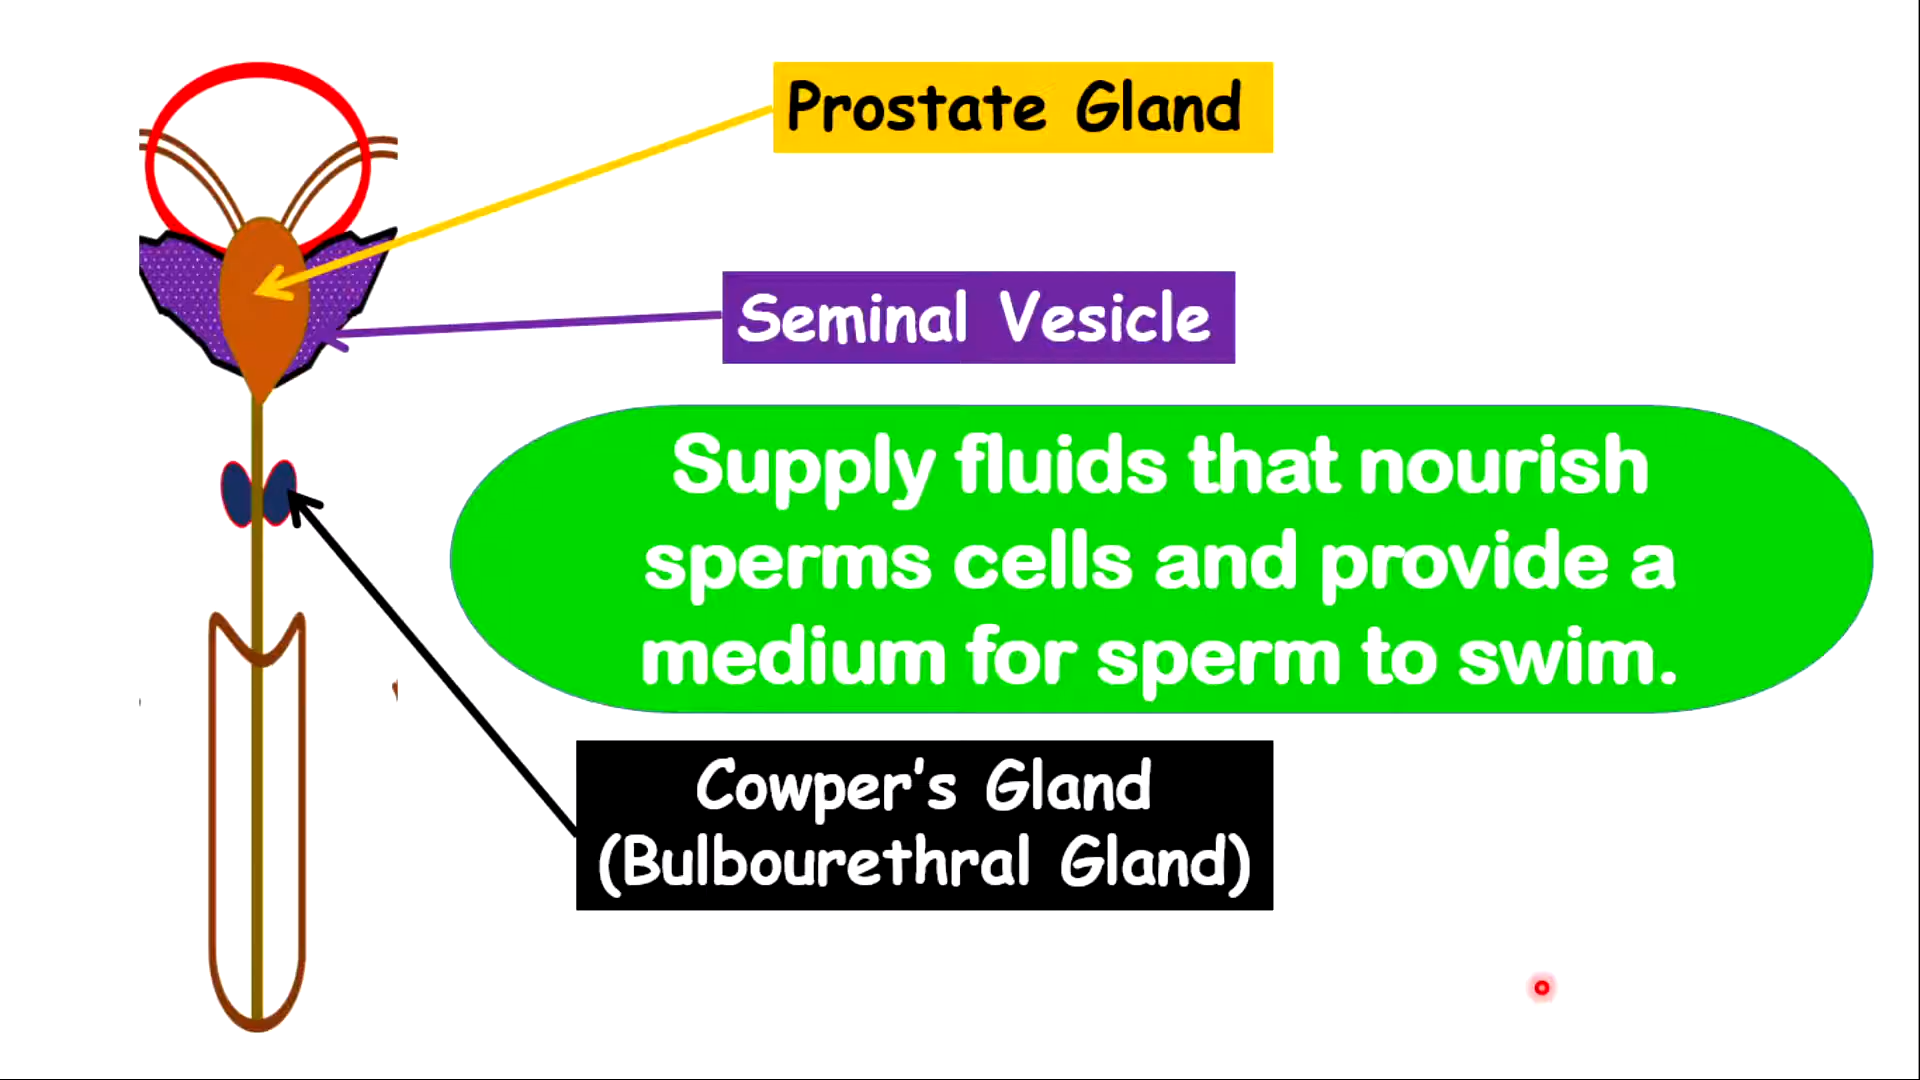 Prostate Gland
Seminal Vesicle
Supply fluids that nourish
sperms cells and provide a
medium for sperm to swim.
Cowper's Gland
(Bulbourethral Gland)